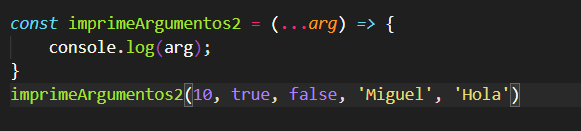 const imprimeArgumentos2 = (...arg) => {
    console.log(arg);
}
imprimeArgumentos2(10, true, false, 'Miguel', 'Hola')